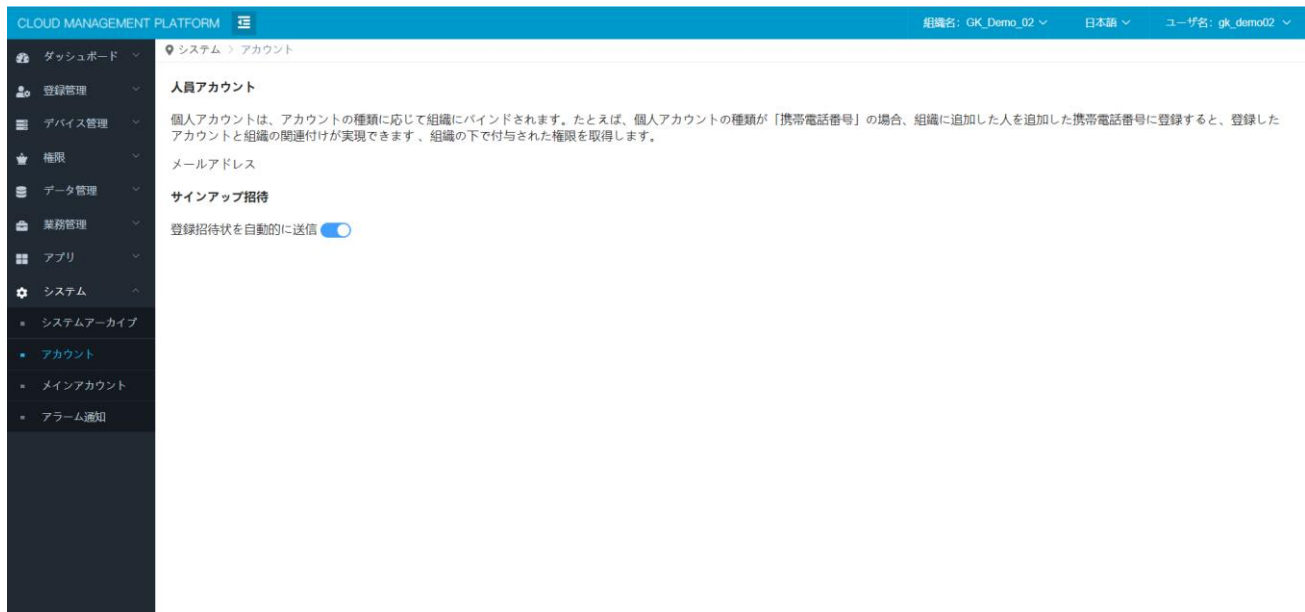 CLOUD MANAGEMENT PLATFORM
組織名: GK_Demo_02
日本語
ユーザ名: gk_demo02
ダッシュボード
登録管理
デバイス管理
権限
データ管理
業務管理
アプリ
システム
システムアーカイブ
アカウント
メインアカウント
アラーム通知
システム > アカウント
人員アカウント
個人アカウントは、アカウントの種類に応じて組織にバインドされます。たとえば、個人アカウントの種類が「携帯電話番号」の場合、組織に追加した人を追加した携帯電話番号に登録すると、登録した
アカウントと組織の関連付けが実現できます 、組織の下で付与された権限を取得します。
メールアドレス
サインアップ招待
登録招待状を自動的に送信